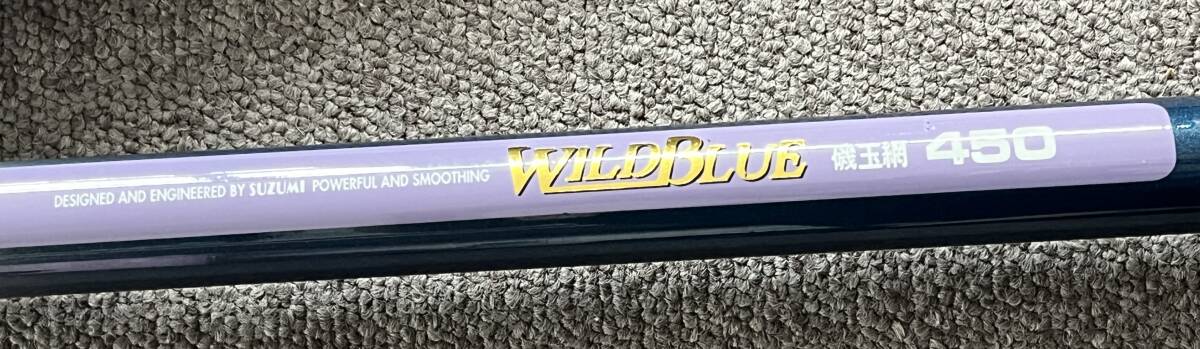 DESIGNED AND ENGINEERED BY SUZUMI POWERFUL AND SMOOTHING WILDBLUE 磯玉網 450